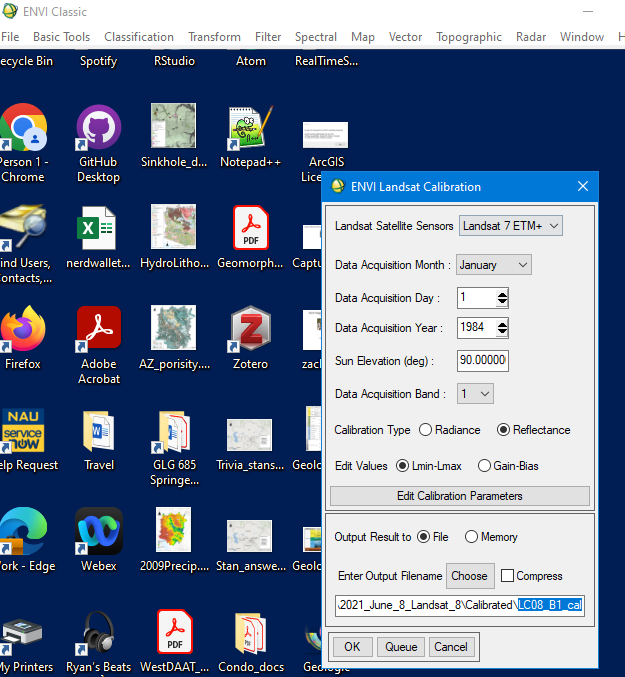 ENVI Classic
File Basic Tools Classification Transform Filter Spectral Map Vector Topographic Radar Window H
ecycle Bin Spotify RStudio Atom RealTimeS...
Person 1 -
Chrome
GitHub
Desktop
Sinkhole_d...
Notepad++
ArcGIS
Lice
ind Users,
Contacts,...
nerdwallet...
HydroLitho...
PDF
Geomorph...
Captu
Firefox
Adobe
Acrobat
AZ_porisity....
Zotero
zac
NAU
service
now
elp Request
Travel
GLG 685
Springe...
Trivia_stans...
Geolo
Work - Edge
Webex
2009Precip....
Stan_answe...
Geolo
My Printers
Ryan's Beats
PDF
WestDAAT_...
Condo_docs
Geologic
ENVI Landsat Calibration
Landsat Satellite Sensors Landsat 7 ETM+
Data Acquisition Month : January
Data Acquisition Day : 1
Data Acquisition Year : 1984
Sun Elevation (deg) : 90.00000
Data Acquisition Band : 1
Calibration Type Radiance Reflectance
Edit Values Lmin-Lmax Gain-Bias
Edit Calibration Parameters
Output Result to File Memory
Enter Output Filename Choose Compress
.2021_June_8_Landsat_8\Calibrated\LC08_B1_cal
OK Queue Cancel